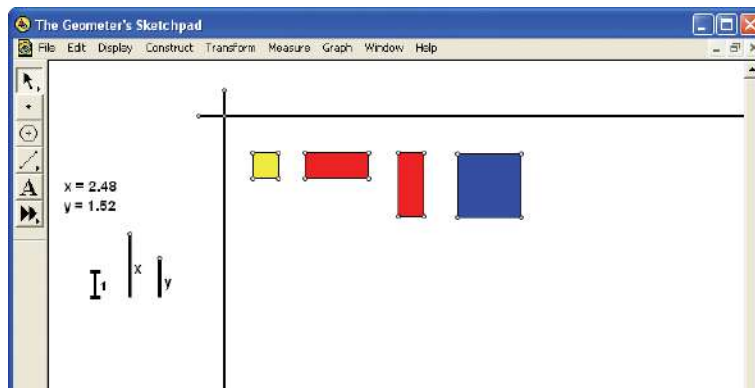 The Geometer's Sketchpad
File Edit Display Construct Transform Measure Graph Window Help
A
x = 2.48
y = 1.52
1 x y